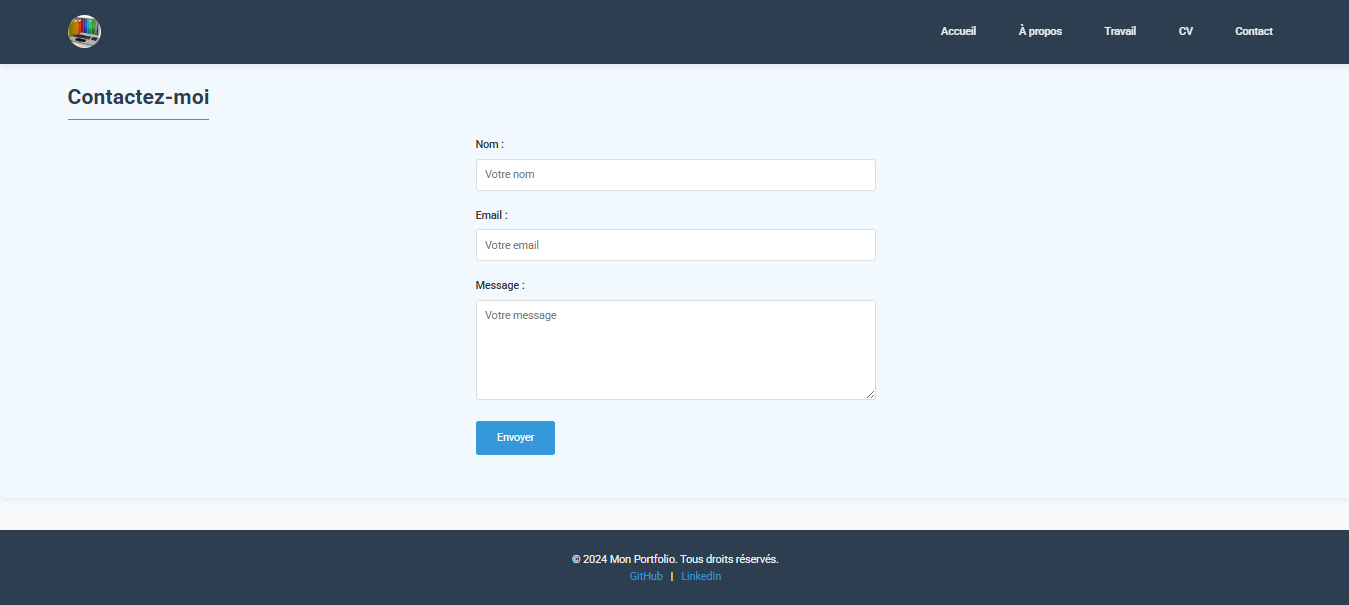 Accueil À propos Travail CV Contact
Contactez-moi
Nom :
Votre nom
Email :
Votre email
Message :
Votre message
Envoyer
© 2024 Mon Portfolio. Tous droits réservés.
GitHub | LinkedIn